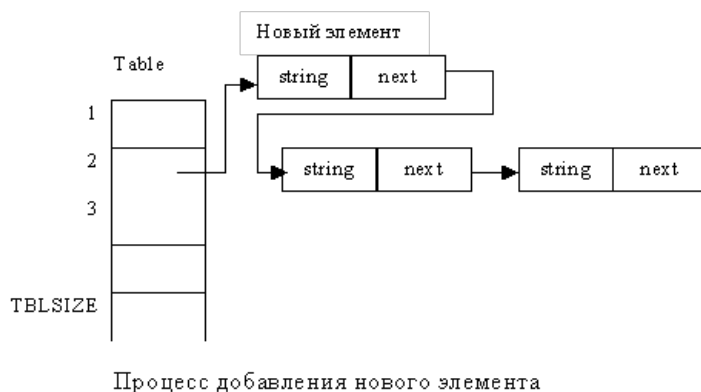 Новый элемент
Table
string next
1
2
string next string next
3
TBLSIZE
Процесс добавления нового элемента